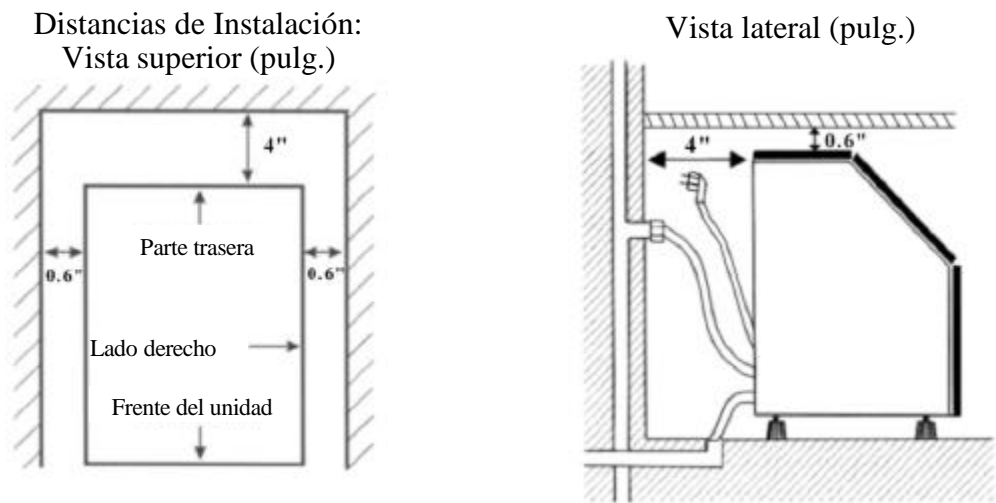 Distancias de Instalación:
Vista superior (pulg.)
4"
Parte trasera
0.6"
0.6"
Lado derecho
Frente del unidad
Vista lateral (pulg.)
4"
0.6"